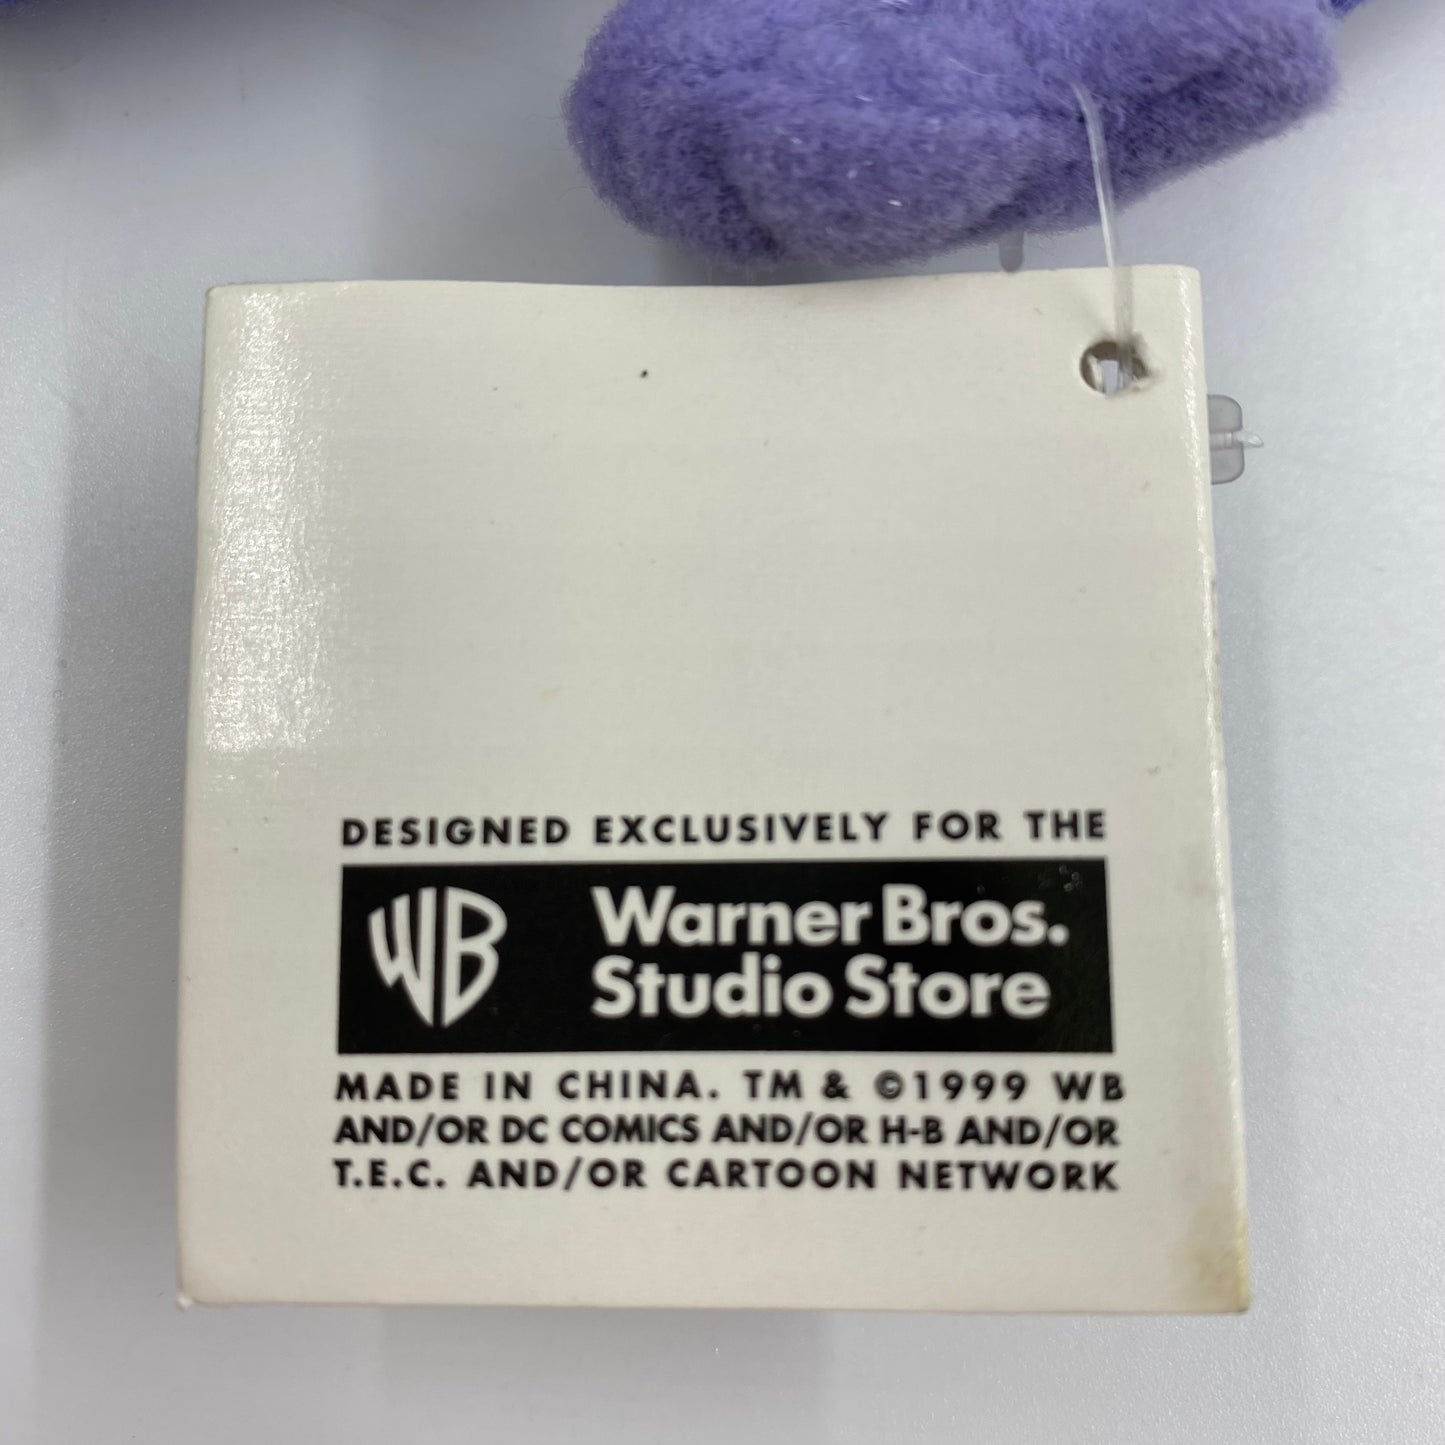 DESIGNED EXCLUSIVELY FOR THE
WB
Warner Bros.
Studio Store
MADE IN CHINA. TM & ©1999 WB
AND/OR DC COMICS AND/OR H-B AND/OR
T.E.C. AND/OR CARTOON NETWORK